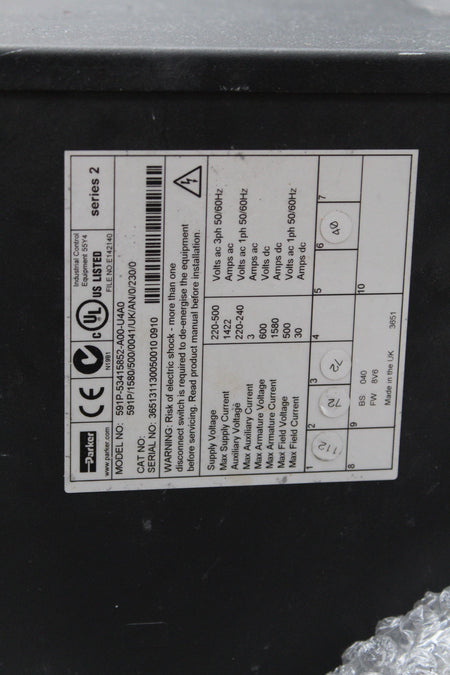 Parker
www.parker.com
CE
N1981
c UL US LISTED
Industrial Control
Equipment 55Y4
FILE NO:E142140
series 2
MODEL NO: 591P-53415852-A00-U4A0
591P/1580/500/0041/UK/AN/0/230/0
CAT NO:
SERIAL NO: 3651311300500010 0910
WARNING: Risk of electric shock - more than one
disconnect switch is required to de-energise the equipment
before servicing. Read product manual before installation.
Supply Voltage 220-500 Volts ac 3ph 50/60Hz
Max Supply Current 1422 Amps ac
Auxiliary Voltage 220-240 Volts ac 1ph 50/60Hz
Max Auxiliary Current 3 Amps ac
Max Armature Voltage 600 Volts dc
Max Armature Current 1580 Amps dc
Max Field Voltage 500 Volts ac 1ph 50/60Hz
Max Field Current 30 Amps dc
1 112 2 72 3 72 4 5 6 40 7
8 9 10
BS: 040
FW 8V6
Made in the UK 3651